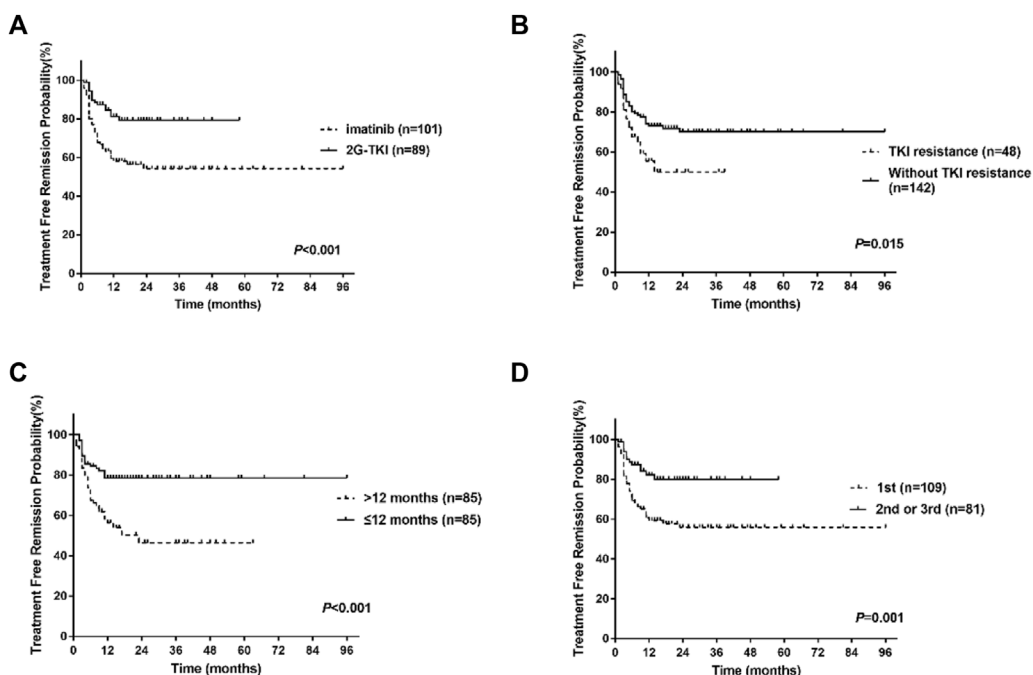 A
Treatment Free Remission Probability(%)
100
80
60
40
20
0
0 12 24 36 48 60 72 84 96
Time (months)
imatinib (n=101)
2G-TKI (n=89)
P<0.001
B
Treatment Free Remission Probability(%)
100
80
60
40
20
0
0 12 24 36 48 60 72 84 96
Time (months)
TKI resistance (n=48)
Without TKI resistance
(n=142)
P=0.015
C
Treatment Free Remission Probability(%)
100
80
60
40
20
0
0 12 24 36 48 60 72 84 96
Time (months)
>12 months (n=85)
≤12 months (n=85)
P<0.001
D
Treatment Free Remission Probability(%)
100
80
60
40
20
0
0 12 24 36 48 60 72 84 96
Time (months)
1st (n=109)
2nd or 3rd (n=81)
P=0.001